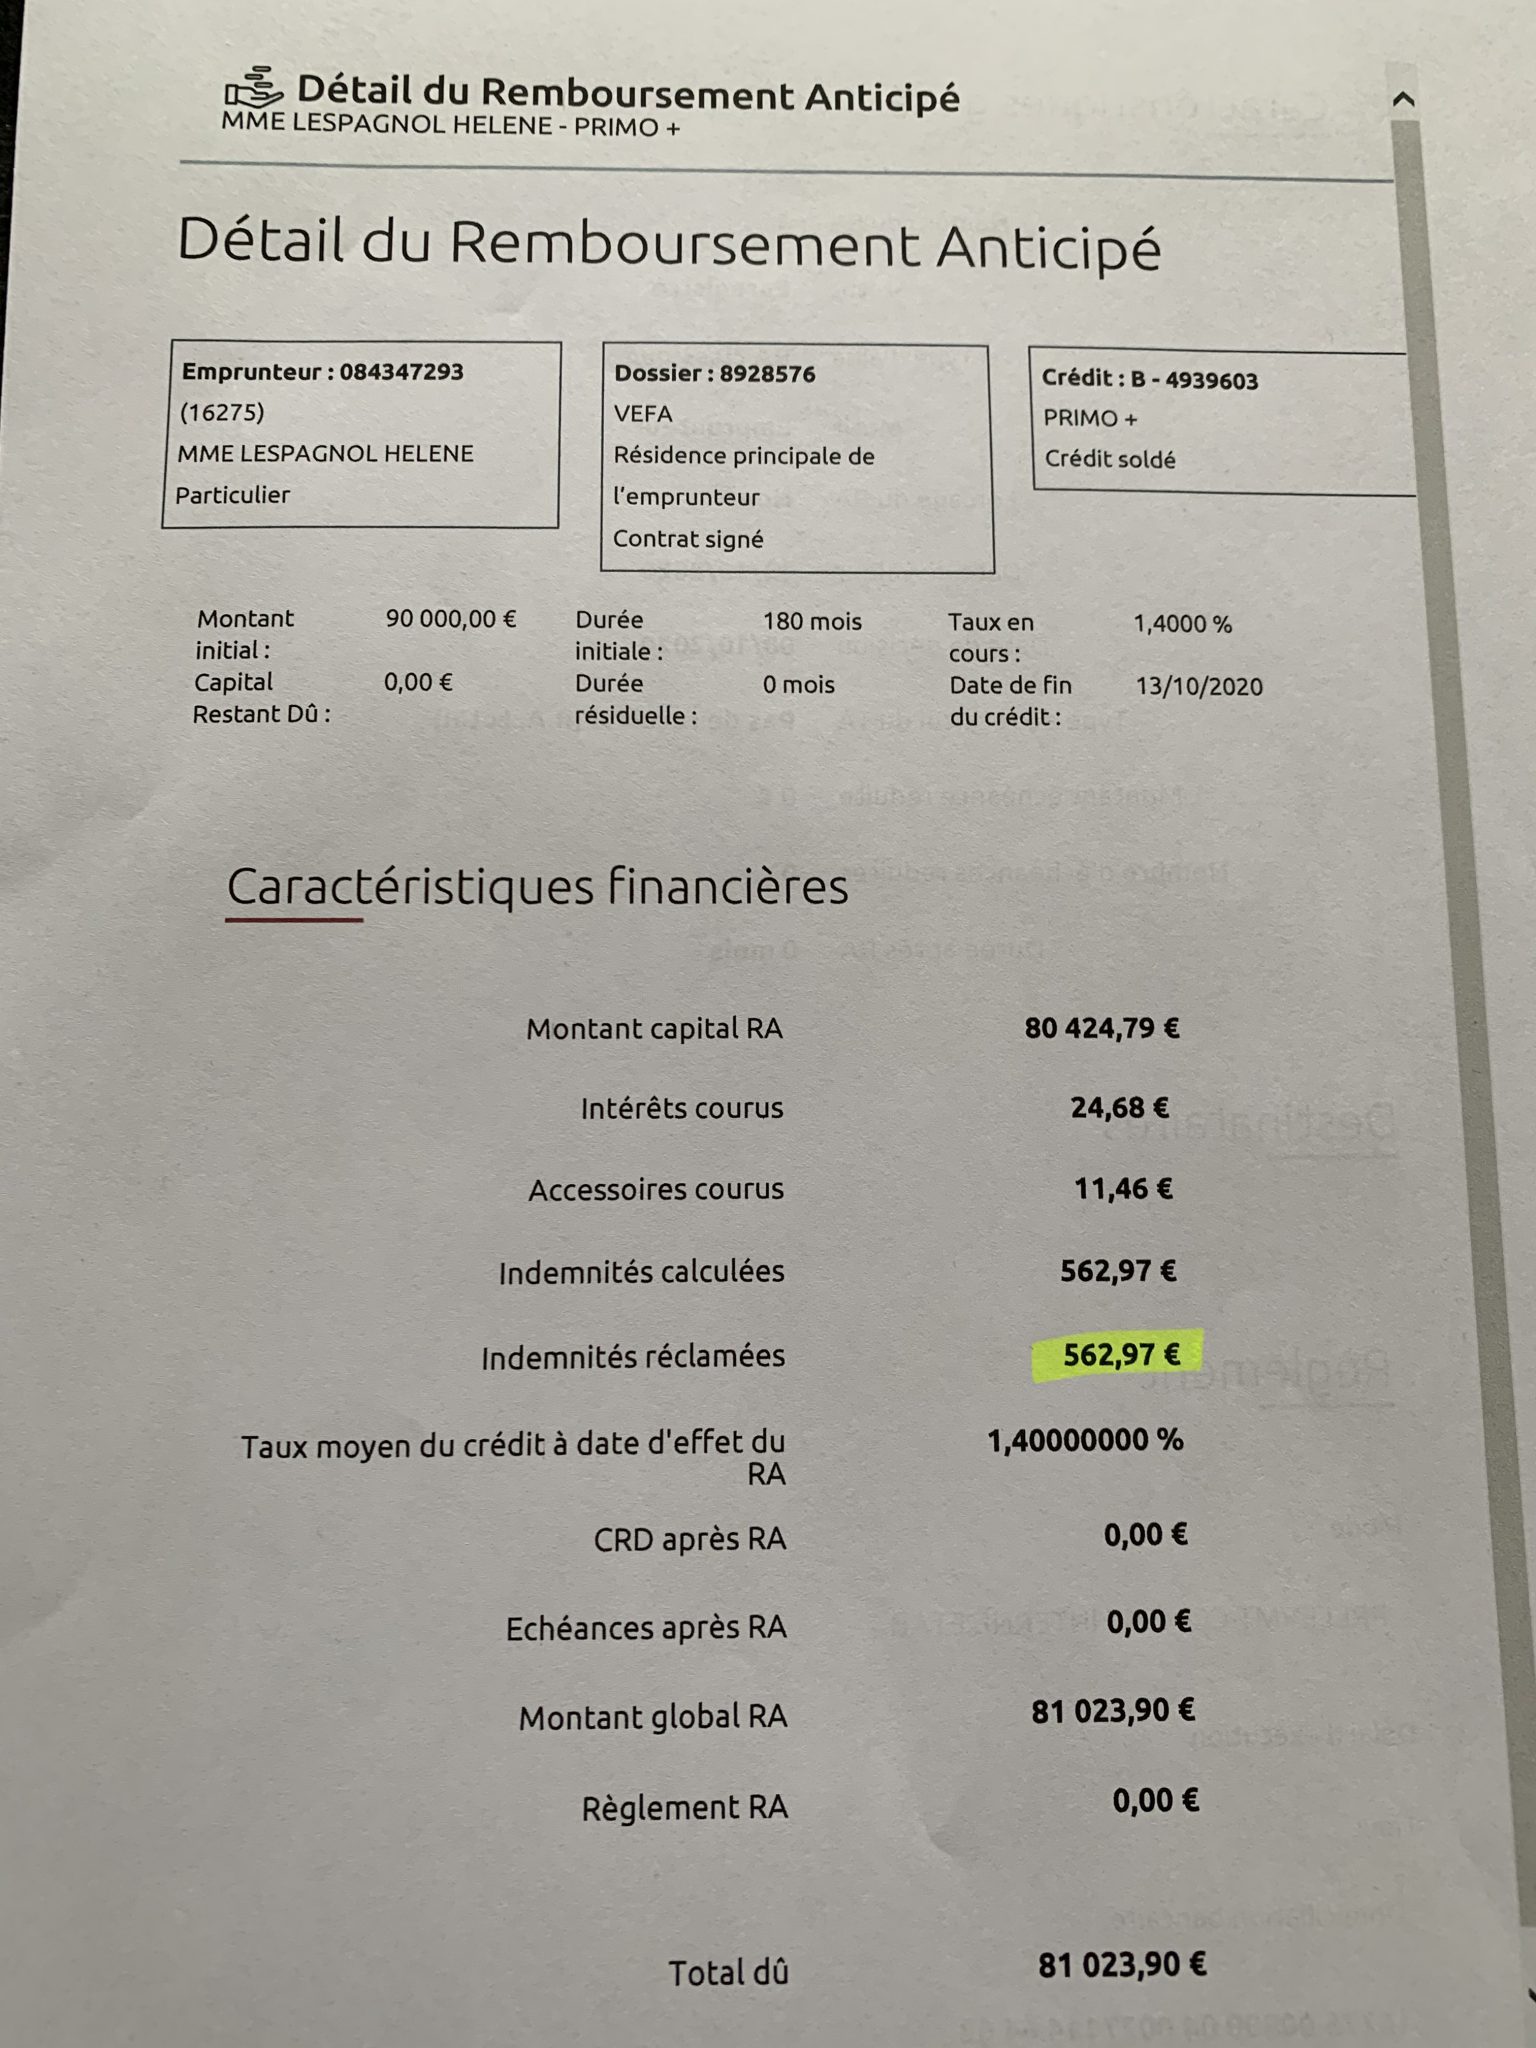 Détail du Remboursement Anticipé
MME LESPAGNOL HELENE - PRIMO +
Détail du Remboursement Anticipé
Emprunteur : 084347293
(16275)
MME LESPAGNOL HELENE
Particulier
Dossier : 8928576
VEFA
Résidence principale de
l'emprunteur
Contrat signé
Crédit : B - 4939603
PRIMO +
Crédit soldé
Montant initial : 90 000,00 €
Durée initiale : 180 mois
Taux en cours : 1,4000 %
Capital Restant Dû : 0,00 €
Durée résiduelle : 0 mois
Date de fin du crédit : 13/10/2020
Caractéristiques financières
Montant capital RA 80 424,79 €
Intérêts courus 24,68 €
Accessoires courus 11,46 €
Indemnités calculées 562,97 €
Indemnités réclamées 562,97 €
Taux moyen du crédit à date d'effet du RA 1,40000000 %
CRD après RA 0,00 €
Echéances après RA 0,00 €
Montant global RA 81 023,90 €
Règlement RA 0,00 €
Total dû 81 023,90 €